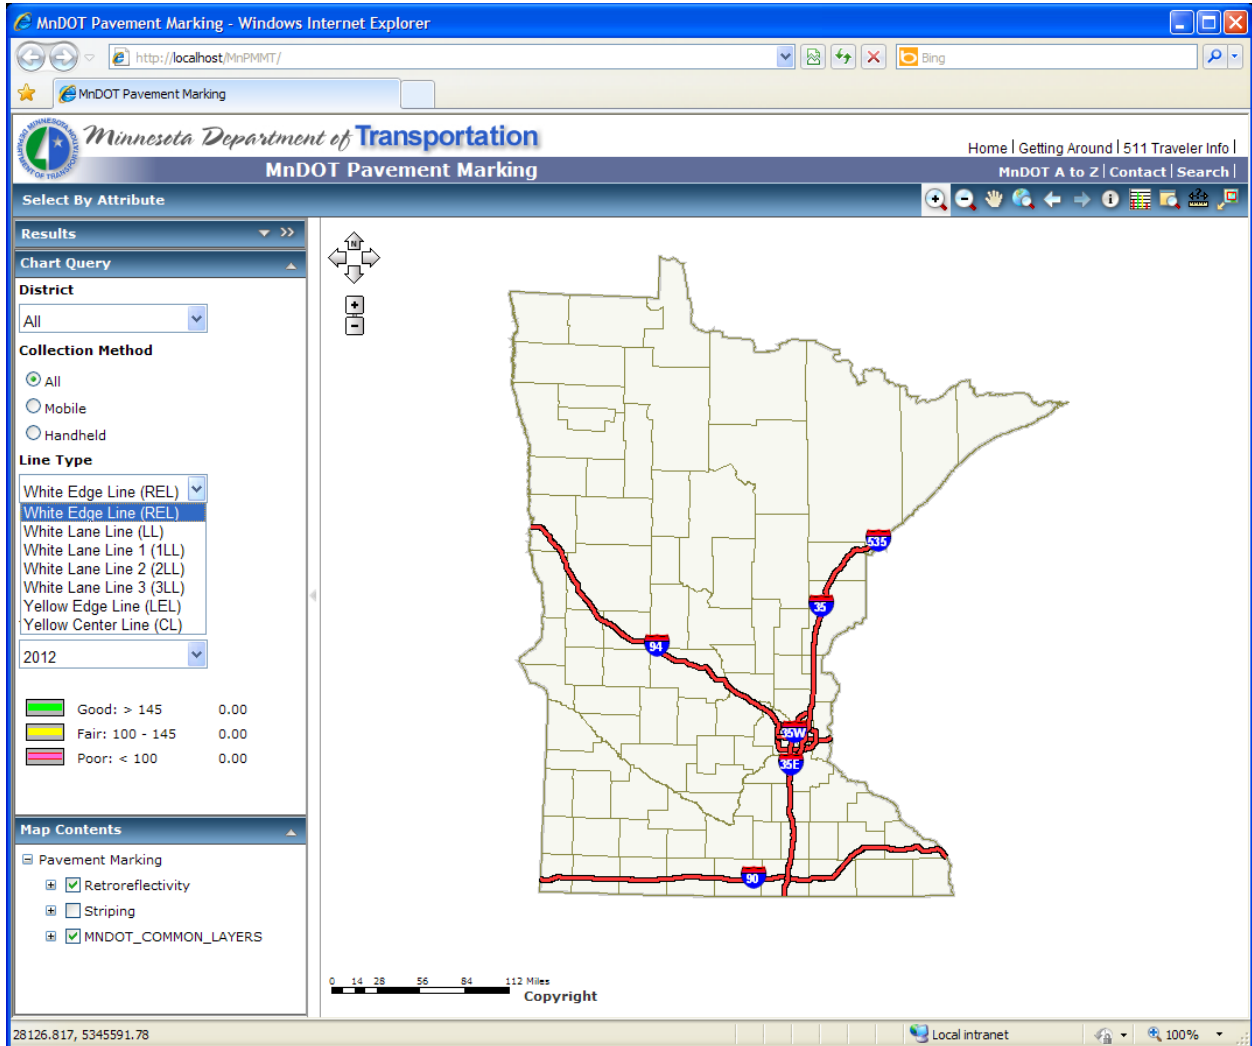 MnDOT Pavement Marking - Windows Internet Explorer
http://localhost/MnPMMT/
Bing
MnDOT Pavement Marking
Minnesota Department of Transportation
MINNESOTA DEPARTMENT OF TRANSPORTATION
Home | Getting Around | 511 Traveler Info |
MnDOT Pavement Marking
MnDOT A to Z | Contact | Search |
Select By Attribute
Results
Chart Query
District
All
Collection Method
All
Mobile
Handheld
Line Type
White Edge Line (REL)
White Edge Line (REL)
White Lane Line (LL)
White Lane Line 1 (1LL)
White Lane Line 2 (2LL)
White Lane Line 3 (3LL)
Yellow Edge Line (LEL)
Yellow Center Line (CL)
2012
Good: > 145 0.00
Fair: 100 - 145 0.00
Poor: < 100 0.00
Map Contents
Pavement Marking
Retroreflectivity
Striping
MNDOT_COMMON_LAYERS
N
535
35
94
35W
35E
90
0 14 28 56 84 112 Miles
Copyright
28126.817, 5345591.78
Local intranet
100%